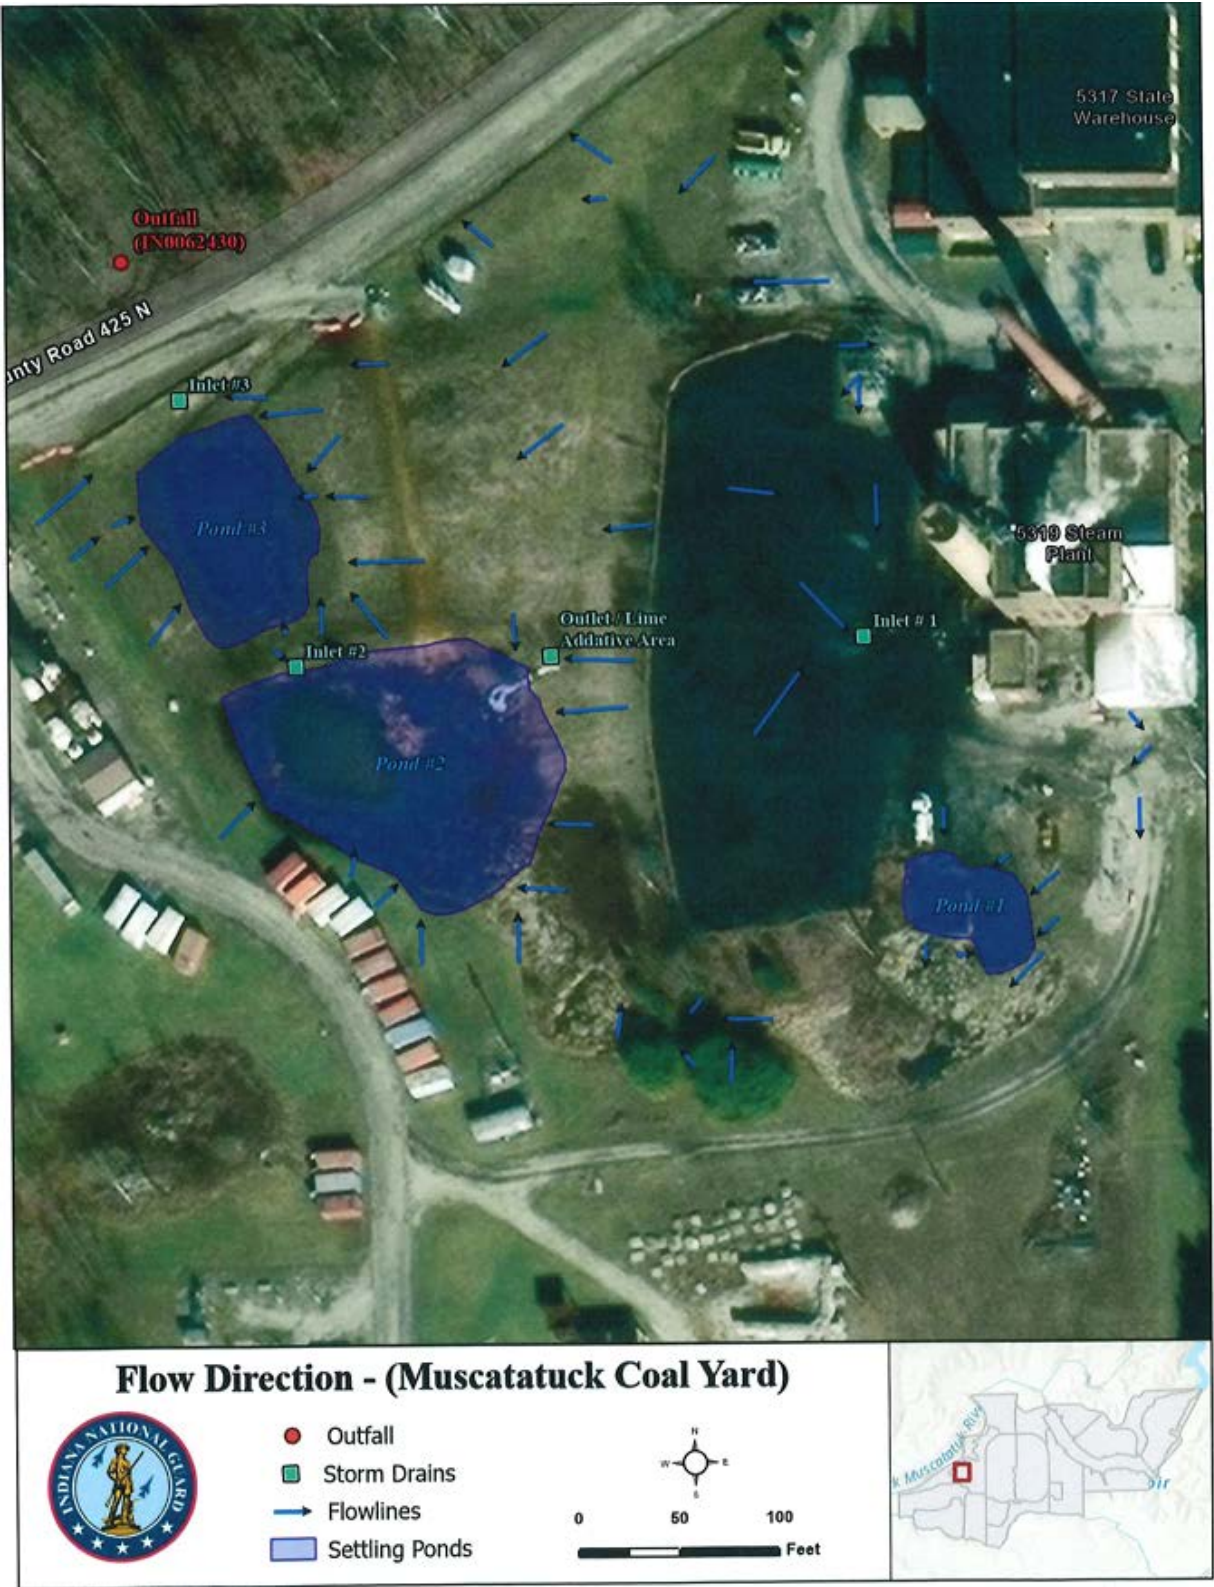 5317 State
Warehouse
Outfall
(IN0062430)
unty Road 425 N
Inlet #3
Pond #3
5319 Steam
Plant
Outlet / Lime
Addative Area
Inlet # 1
Inlet #2
Pond #2
Pond #1
Flow Direction - (Muscatatuck Coal Yard)
INDIANA NATIONAL GUARD
Outfall
Storm Drains
Flowlines
Settling Ponds
N
W E
S
0 50 100
Feet
k Muscatatuck Riv
oir